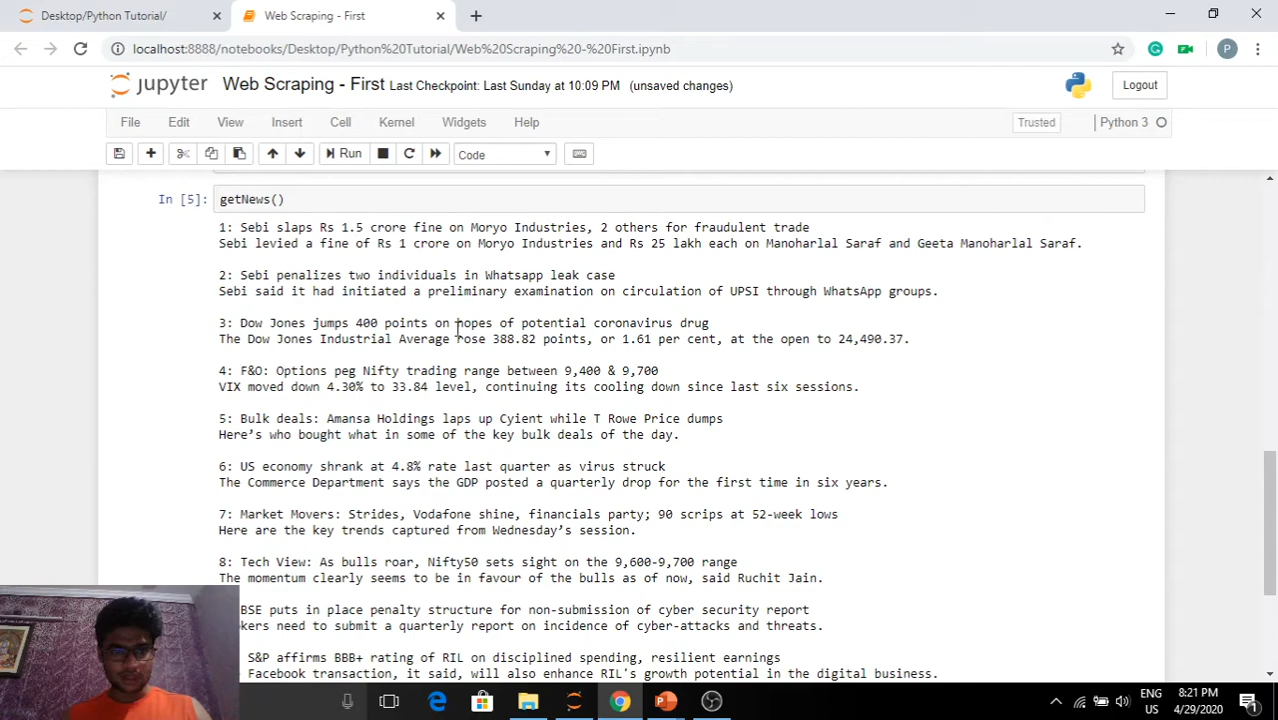 Desktop/Python Tutorial/
Web Scraping - First
localhost:8888/notebooks/Desktop/Python%20Tutorial/Web%20Scraping%20-%20First.ipynb
P
jupyter Web Scraping - First Last Checkpoint: Last Sunday at 10:09 PM (unsaved changes)
Logout
File Edit View Insert Cell Kernel Widgets Help
Trusted Python 3
Run Code
In [5]: getNews()
1: Sebi slaps Rs 1.5 crore fine on Moryo Industries, 2 others for fraudulent trade
Sebi levied a fine of Rs 1 crore on Moryo Industries and Rs 25 lakh each on Manoharlal Saraf and Geeta Manoharlal Saraf.
2: Sebi penalizes two individuals in Whatsapp leak case
Sebi said it had initiated a preliminary examination on circulation of UPSI through WhatsApp groups.
3: Dow Jones jumps 400 points on hopes of potential coronavirus drug
The Dow Jones Industrial Average rose 388.82 points, or 1.61 per cent, at the open to 24,490.37.
4: F&O: Options peg Nifty trading range between 9,400 & 9,700
VIX moved down 4.30% to 33.84 level, continuing its cooling down since last six sessions.
5: Bulk deals: Amansa Holdings laps up Cyient while T Rowe Price dumps
Here's who bought what in some of the key bulk deals of the day.
6: US economy shrank at 4.8% rate last quarter as virus struck
The Commerce Department says the GDP posted a quarterly drop for the first time in six years.
7: Market Movers: Strides, Vodafone shine, financials party; 90 scrips at 52-week lows
Here are the key trends captured from Wednesday's session.
8: Tech View: As bulls roar, Nifty50 sets sight on the 9,600-9,700 range
The momentum clearly seems to be in favour of the bulls as of now, said Ruchit Jain.
BSE puts in place penalty structure for non-submission of cyber security report
kers need to submit a quarterly report on incidence of cyber-attacks and threats.
S&P affirms BBB+ rating of RIL on disciplined spending, resilient earnings
Facebook transaction, it said, will also enhance RIL's growth potential in the digital business.
ENG
US
8:21 PM
4/29/2020
1